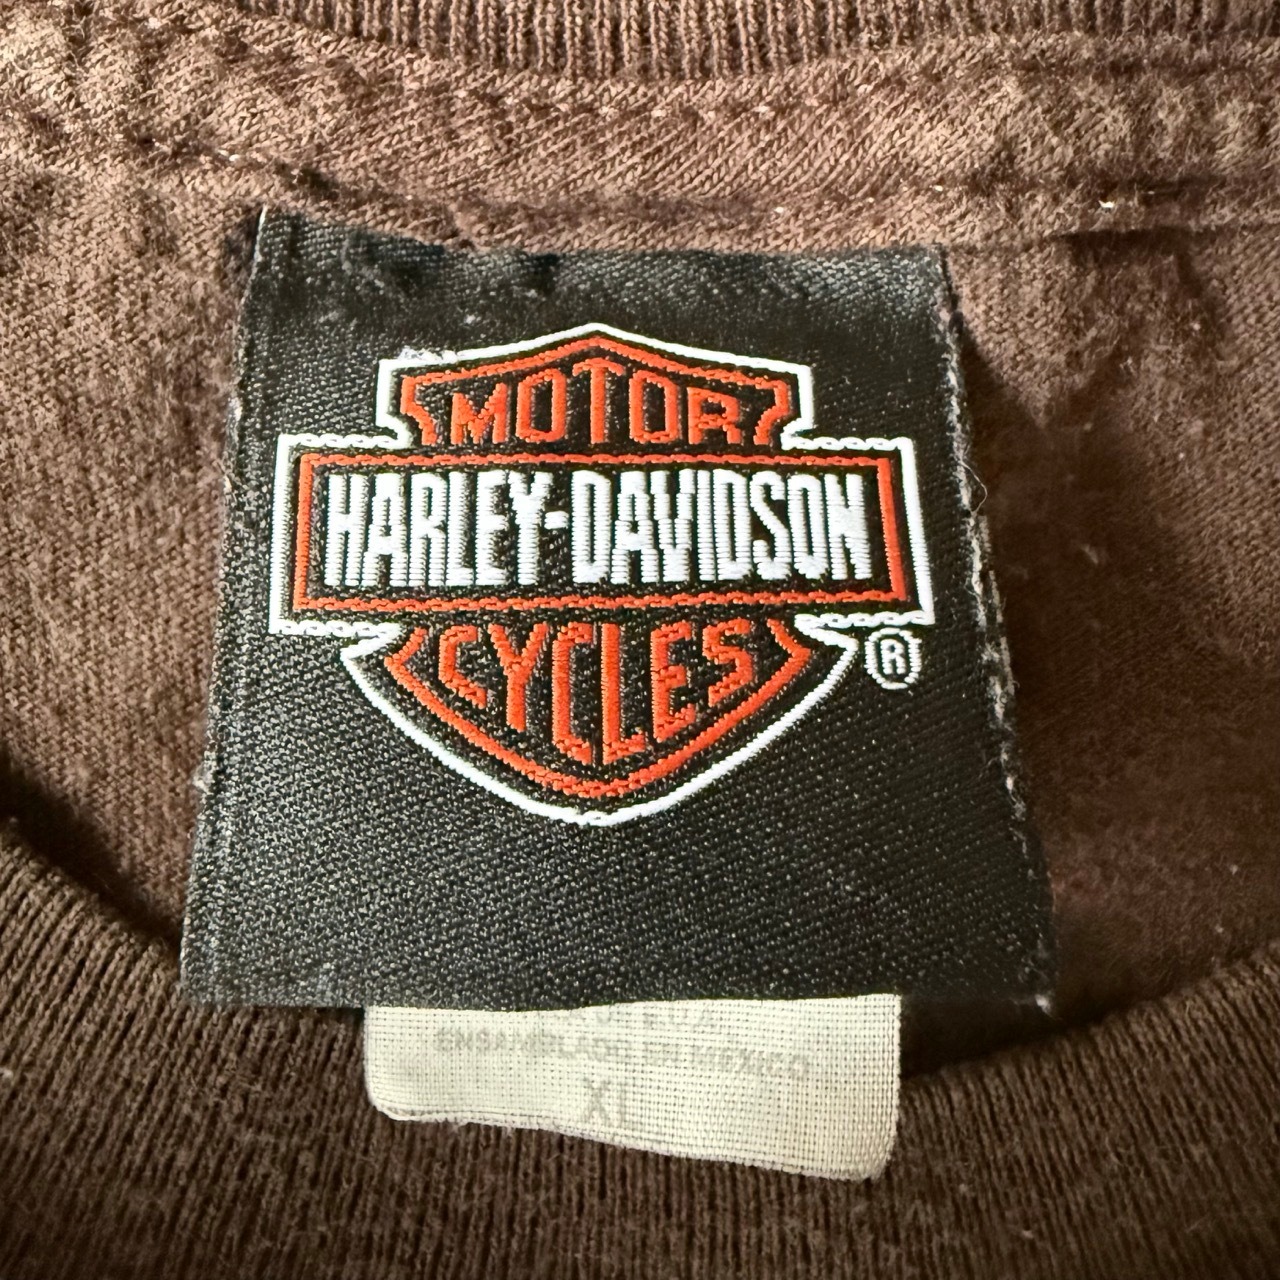 MOTOR
HARLEY-DAVIDSON
CYCLES
®
E.U.A.
ENSAMBLADO EN MEXICO
XL